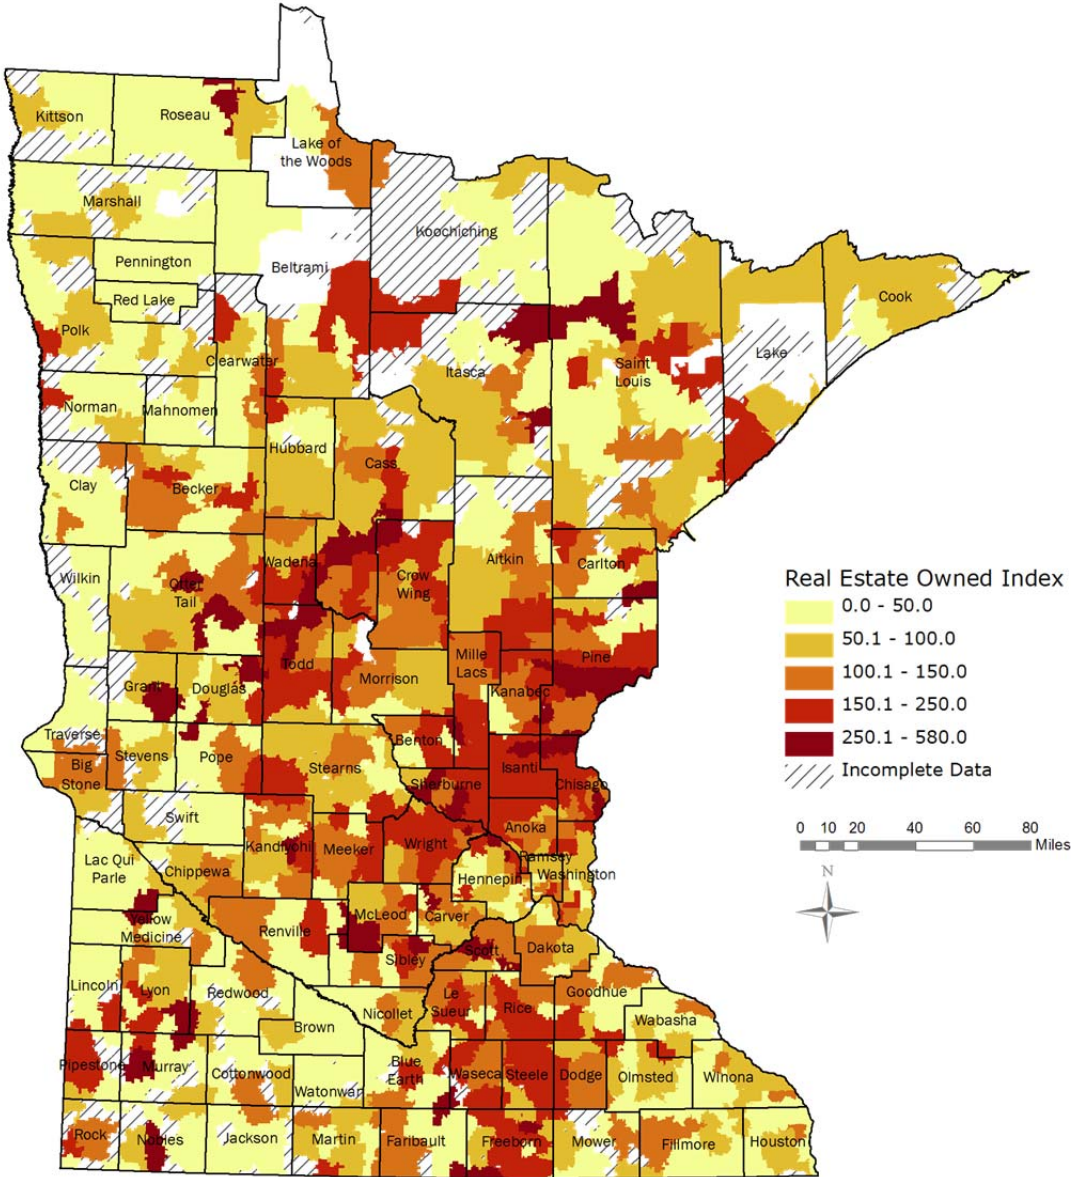 Kittson
Roseau
Lake of
the Woods
Marshall
Koochiching
Pennington
Beltrami
Red Lake
Cook
Polk
Clearwater
Itasca
Saint
Louis
Lake
Norman
Mahnomen
Hubbard
Cass
Clay
Becker
Wilkin
Otter
Tail
Wadena
Crow
Wing
Aitkin
Carlton
Real Estate Owned Index
0.0 - 50.0
50.1 - 100.0
100.1 - 150.0
150.1 - 250.0
250.1 - 580.0
Incomplete Data
Grant
Douglas
Todd
Morrison
Mille
Lacs
Kanabec
Pine
Traverse
Big
Stone
Stevens
Pope
Stearns
Benton
Sherburne
Isanti
Chisago
Swift
Kandiyohi
Meeker
Wright
Anoka
Ramsey
Hennepin
Washington
0 10 20 40 60 80
Miles
N
Lac Qui
Parle
Chippewa
Yellow
Medicine
Renville
McLeod
Carver
Sibley
Scott
Dakota
Lincoln
Lyon
Redwood
Brown
Nicollet
Le
Sueur
Rice
Goodhue
Wabasha
Pipestone
Murray
Cottonwood
Watonwan
Blue
Earth
Waseca
Steele
Dodge
Olmsted
Winona
Rock
Nobles
Jackson
Martin
Faribault
Freeborn
Mower
Fillmore
Houston